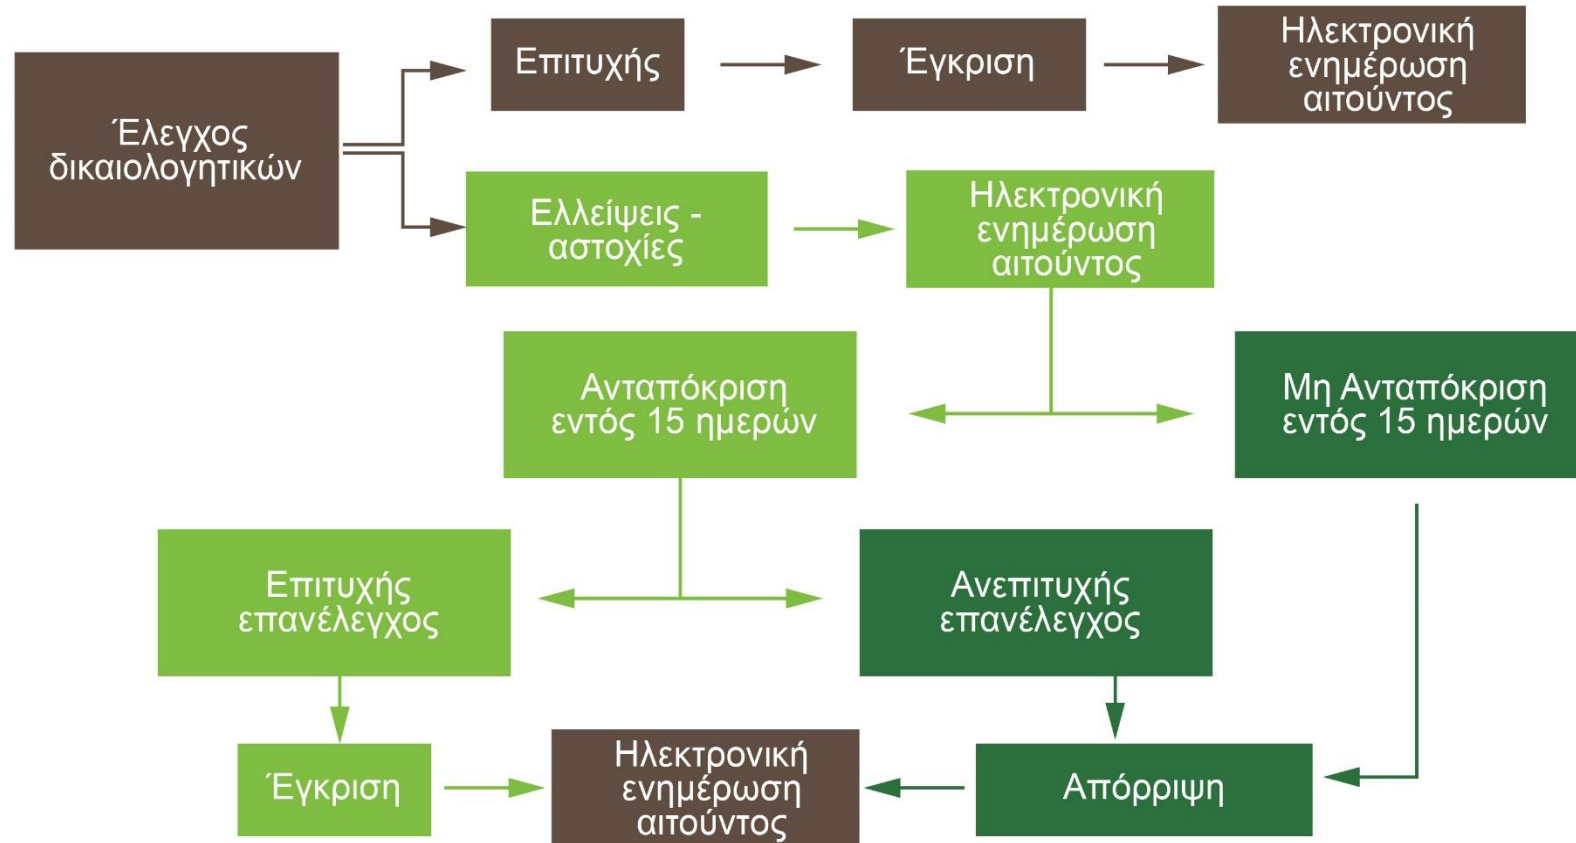 Έλεγχος
δικαιολογητικών
Επιτυχής
Έγκριση
Ηλεκτρονική
ενημέρωση
αιτούντος
Ελλείψεις -
αστοχίες
Ηλεκτρονική
ενημέρωση
αιτούντος
Ανταπόκριση
εντός 15 ημερών
Μη Ανταπόκριση
εντός 15 ημερών
Επιτυχής
επανέλεγχος
Ανεπιτυχής
επανέλεγχος
Έγκριση
Ηλεκτρονική
ενημέρωση
αιτούντος
Απόρριψη